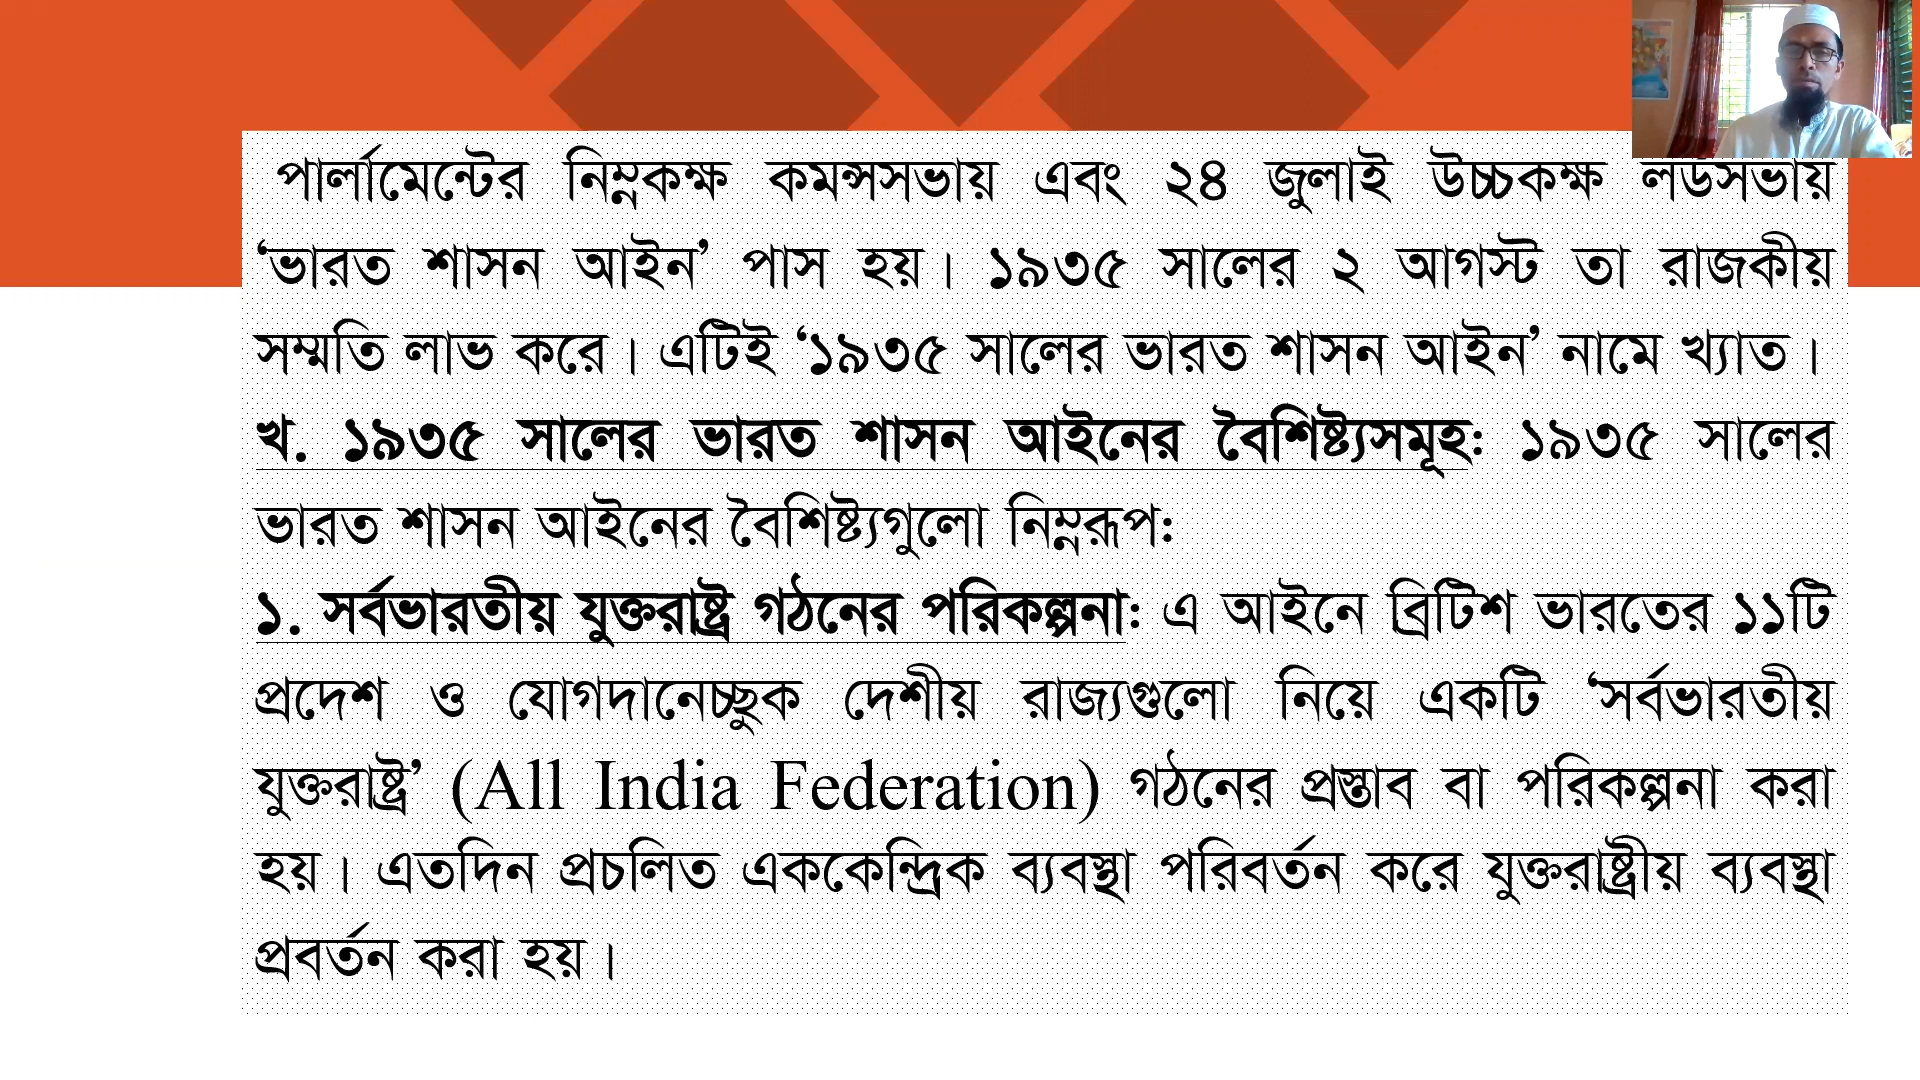 পার্লামেন্টের নিম্নকক্ষ কমন্সসভায় এবং ২৪ জুলাই উচ্চকক্ষ লর্ডসভায়
‘ভারত শাসন আইন’ পাস হয়। ১৯৩৫ সালের ২ আগস্ট তা রাজকীয়
সম্মতি লাভ করে। এটিই ‘১৯৩৫ সালের ভারত শাসন আইন’ নামে খ্যাত।
খ. ১৯৩৫ সালের ভারত শাসন আইনের বৈশিষ্ট্যসমূহ: ১৯৩৫ সালের
ভারত শাসন আইনের বৈশিষ্ট্যগুলো নিম্নরূপ:
১. সর্বভারতীয় যুক্তরাষ্ট্র গঠনের পরিকল্পনা: এ আইনে ব্রিটিশ ভারতের ১১টি
প্রদেশ ও যোগদানেচ্ছুক দেশীয় রাজ্যগুলো নিয়ে একটি ‘সর্বভারতীয়
যুক্তরাষ্ট্র’ (All India Federation) গঠনের প্রস্তাব বা পরিকল্পনা করা
হয়। এতদিন প্রচলিত এককেন্দ্রিক ব্যবস্থা পরিবর্তন করে যুক্তরাষ্ট্রীয় ব্যবস্থা
প্রবর্তন করা হয়।